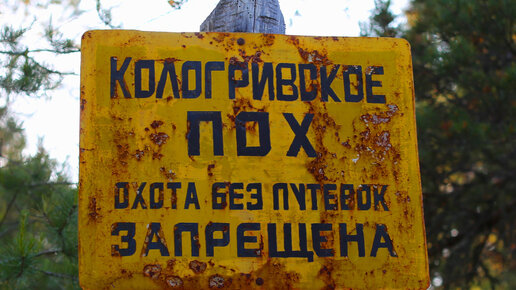 КОЛОГРИВСКОЕ
ПОХ
ОХОТА БЕЗ ПУТЕВОК
ЗАПРЕЩЕНА